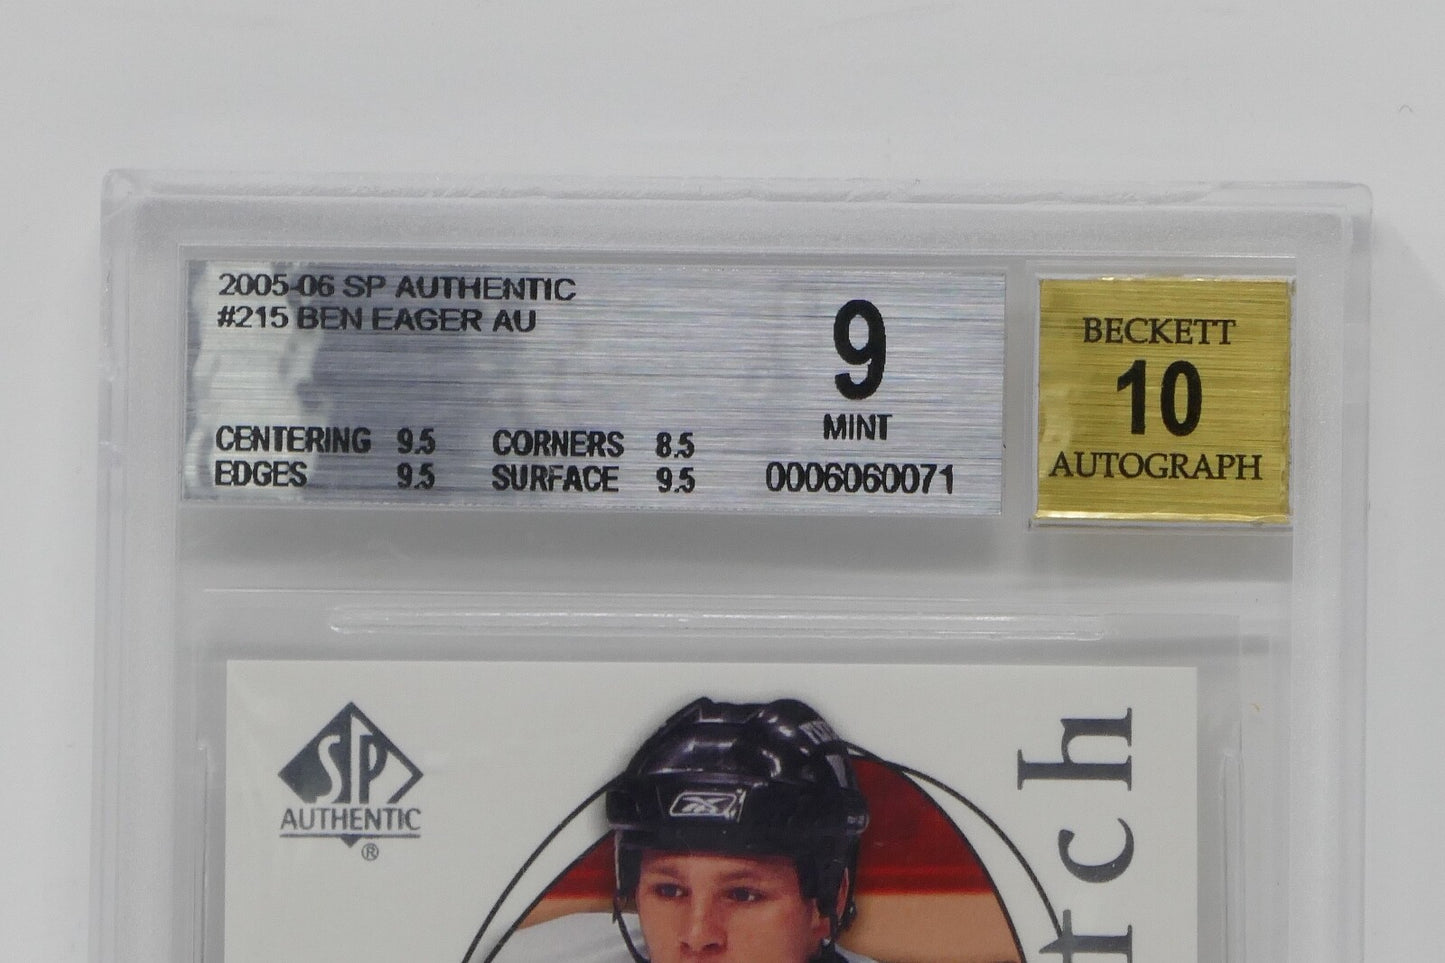 2005-06 SP AUTHENTIC
#215 BEN EAGER AU
CENTERING 9.5 CORNERS 8.5
EDGES 9.5 SURFACE 9.5
9
MINT
0006060071
BECKETT
10
AUTOGRAPH
SP
AUTHENTIC
®
tch